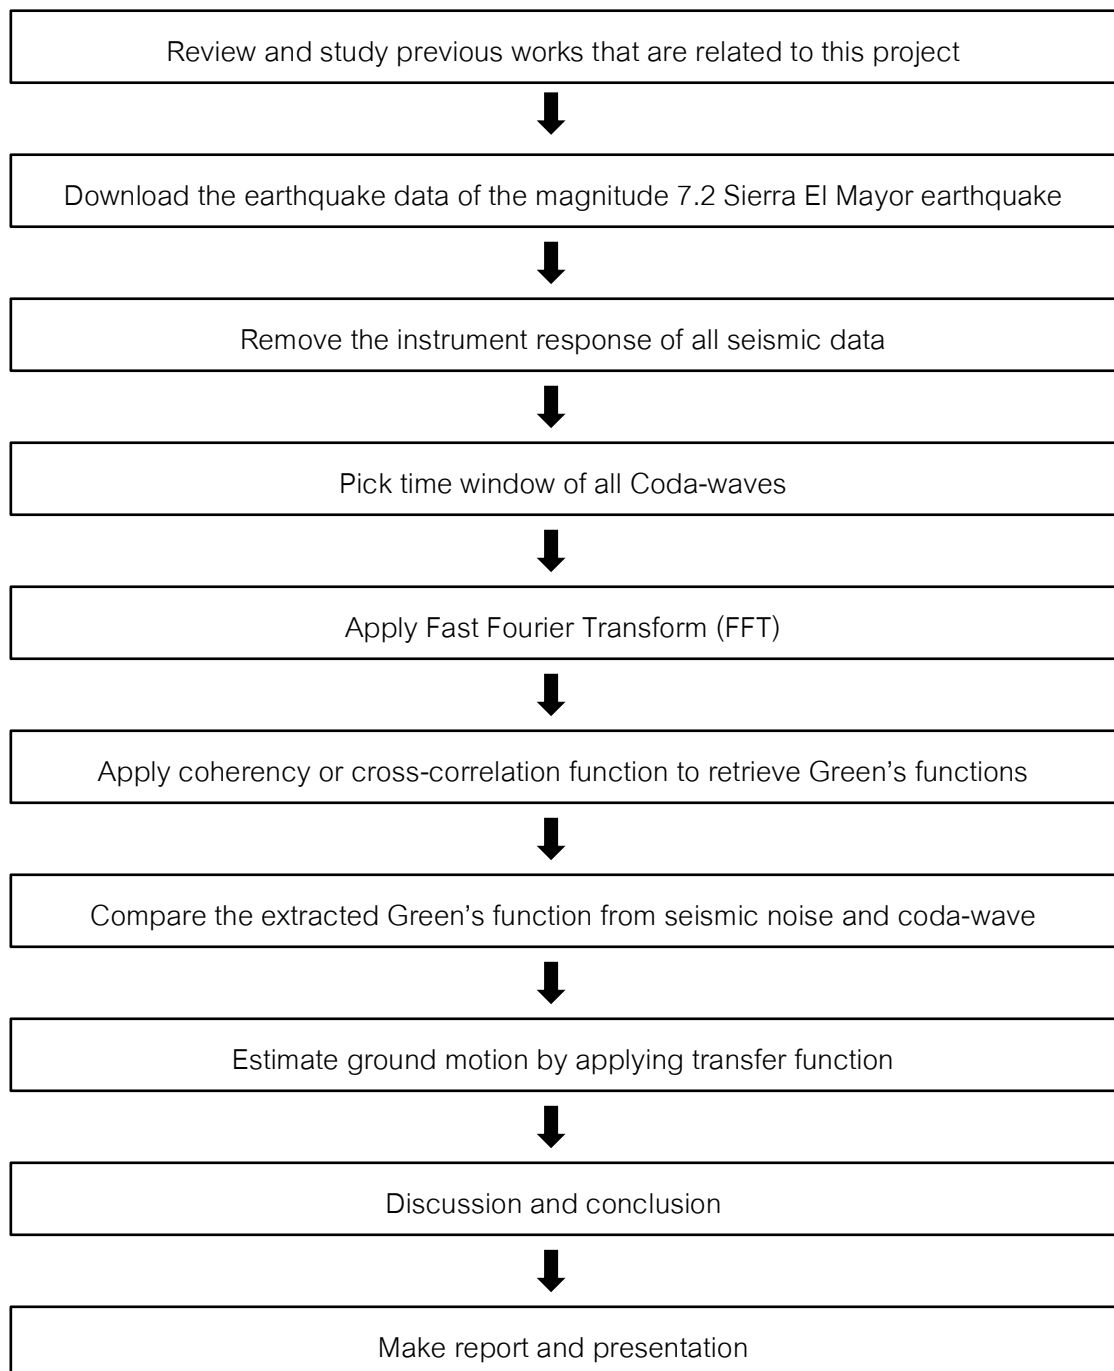 Review and study previous works that are related to this project
Download the earthquake data of the magnitude 7.2 Sierra El Mayor earthquake
Remove the instrument response of all seismic data
Pick time window of all Coda-waves
Apply Fast Fourier Transform (FFT)
Apply coherency or cross-correlation function to retrieve Green’s functions
Compare the extracted Green’s function from seismic noise and coda-wave
Estimate ground motion by applying transfer function
Discussion and conclusion
Make report and presentation